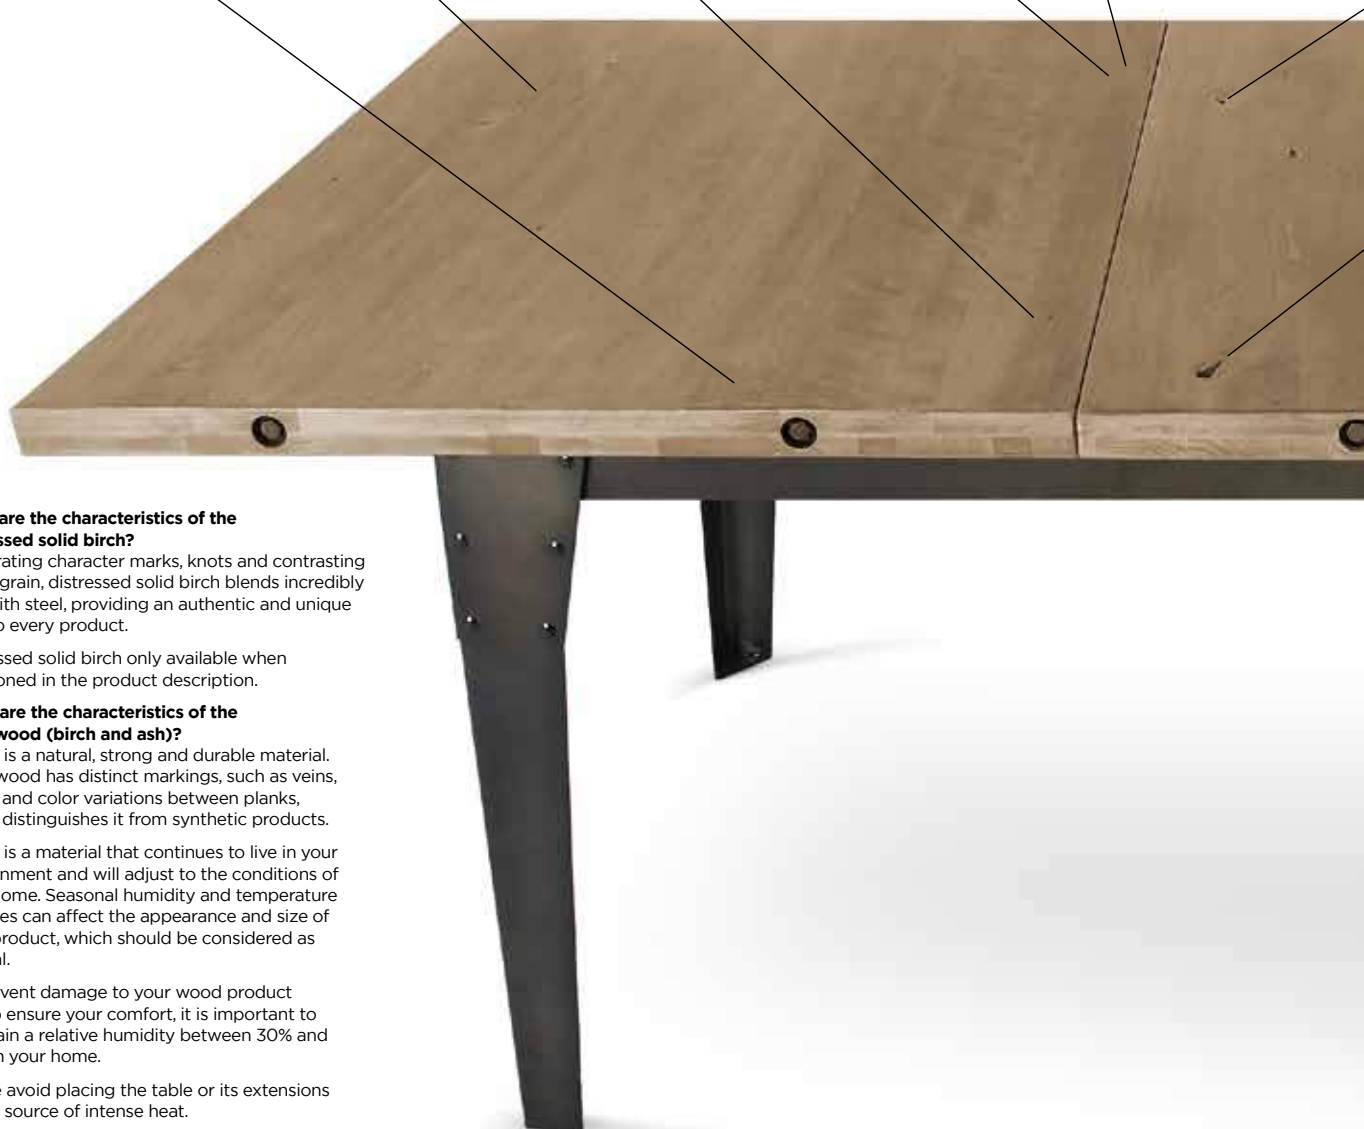 are the characteristics of the
ssed solid birch?
rating character marks, knots and contrasting
grain, distressed solid birch blends incredibly
ith steel, providing an authentic and unique
o every product.
ssed solid birch only available when
oned in the product description.
are the characteristics of the
wood (birch and ash)?
is a natural, strong and durable material.
wood has distinct markings, such as veins,
and color variations between planks,
distinguishes it from synthetic products.
is a material that continues to live in your
nment and will adjust to the conditions of
ome. Seasonal humidity and temperature
es can affect the appearance and size of
product, which should be considered as
l.
vent damage to your wood product
o ensure your comfort, it is important to
ain a relative humidity between 30% and
n your home.
e avoid placing the table or its extensions
source of intense heat.